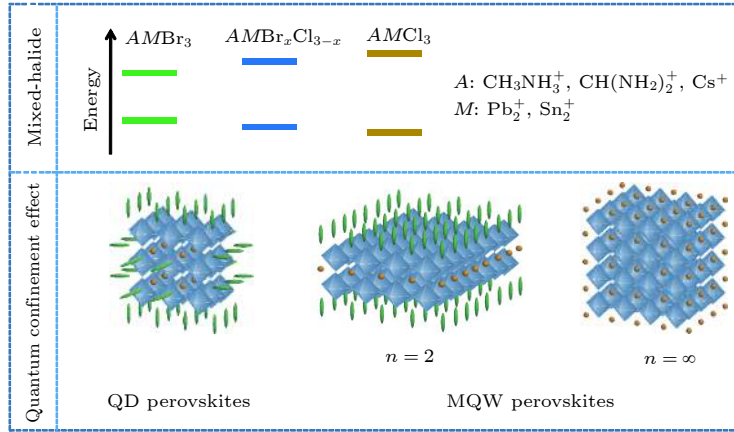 Mixed-halide
Energy
AMBr₃
AMBrₓCl₃₋ₓ
AMCl₃
A: CH₃NH₃⁺, CH(NH₂)₂⁺, Cs⁺
M: Pb₂⁺, Sn₂⁺
Quantum confinement effect
n = 2
n = ∞
QD perovskites
MQW perovskites